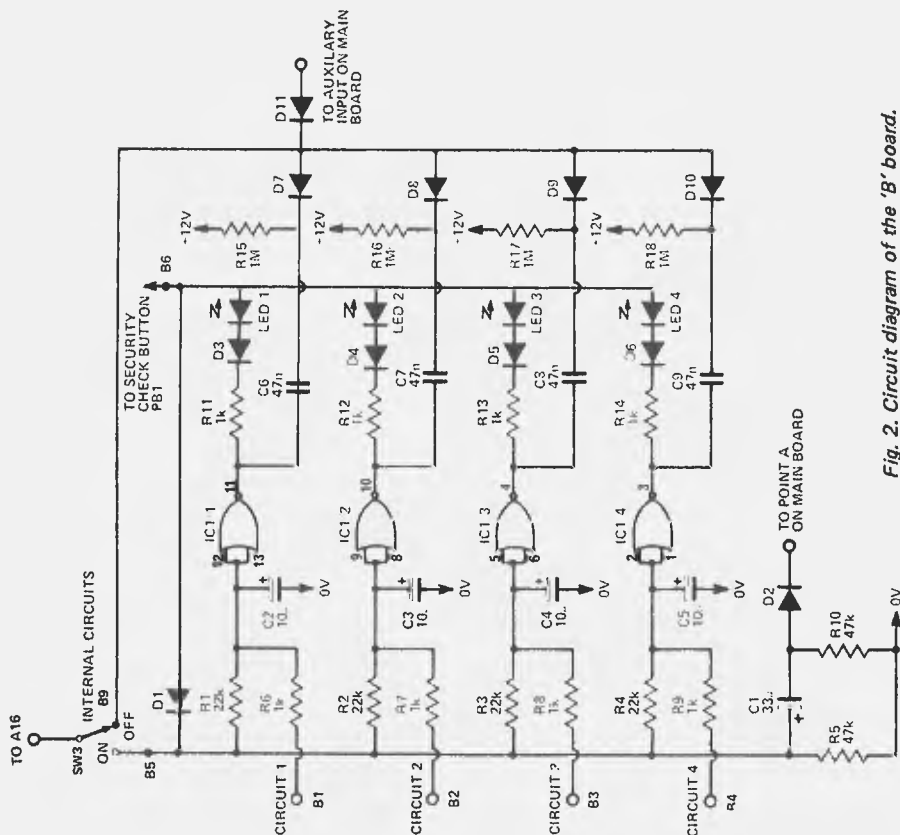 TO A16
SW3
INTERNAL CIRCUITS
ON
OFF
B9
B5
D1
TO SECURITY
CHECK BUTTON
PB1
B6
D11
TO AUXILARY
INPUT ON MAIN
BOARD
CIRCUIT 1
B1
R1
22k
R6
1k
C2
+
10
0V
12
13
IC1 1
11
R11
1k
D3
LED 1
C6
47n
-12V
R15
1M
D7
CIRCUIT 2
B2
R2
22k
R7
1k
C3
+
10
0V
9
8
IC1 2
10
R12
1k
D4
LED 2
C7
47n
-12V
R16
1M
D8
CIRCUIT ?
B3
R3
22k
R8
1k
C4
+
10
0V
5
6
IC1 3
4
R13
1k
D5
LED 3
C3
47n
-12V
R17
1M
D9
CIRCUIT 4
B4
R4
22k
R9
1k
C5
+
10
0V
2
1
IC1 4
3
R14
1k
D6
LED 4
C9
47n
-12V
R18
1M
D10
C1
33
+
R5
47k
R10
47k
D2
TO POINT A
ON MAIN BOARD
0V
Fig. 2. Circuit diagram of the 'B' board.